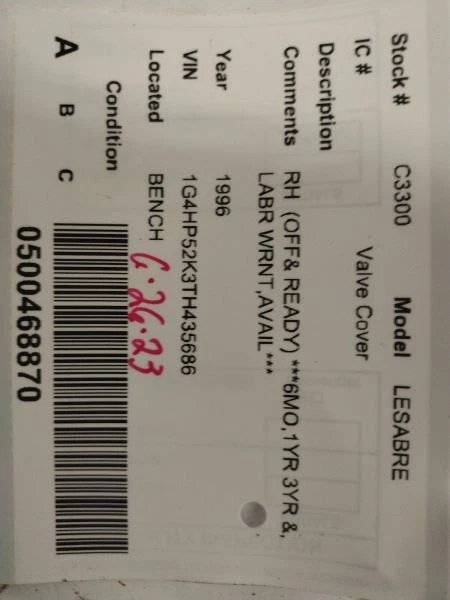 Stock # C3300 Model LESABRE
IC # Valve Cover
Description
Comments RH (OFF& READY) ***6MO,1YR 3YR &,
LABR WRNT,AVAIL***
Year 1996
VIN 1G4HP52K3TH435686
Located BENCH 6.26.23
Condition
A B C
0500468870